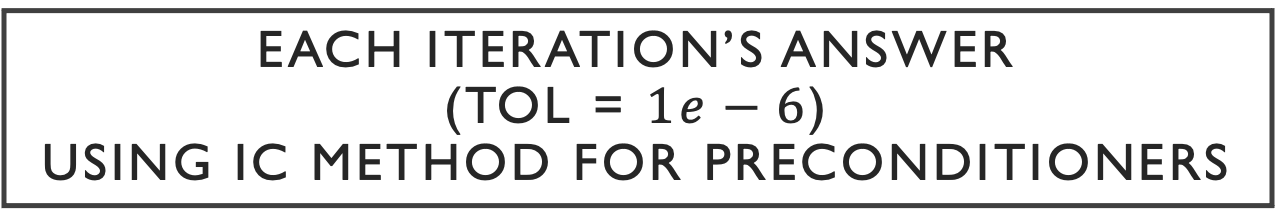 EACH ITERATION’S ANSWER
(TOL = 1e − 6)
USING IC METHOD FOR PRECONDITIONERS